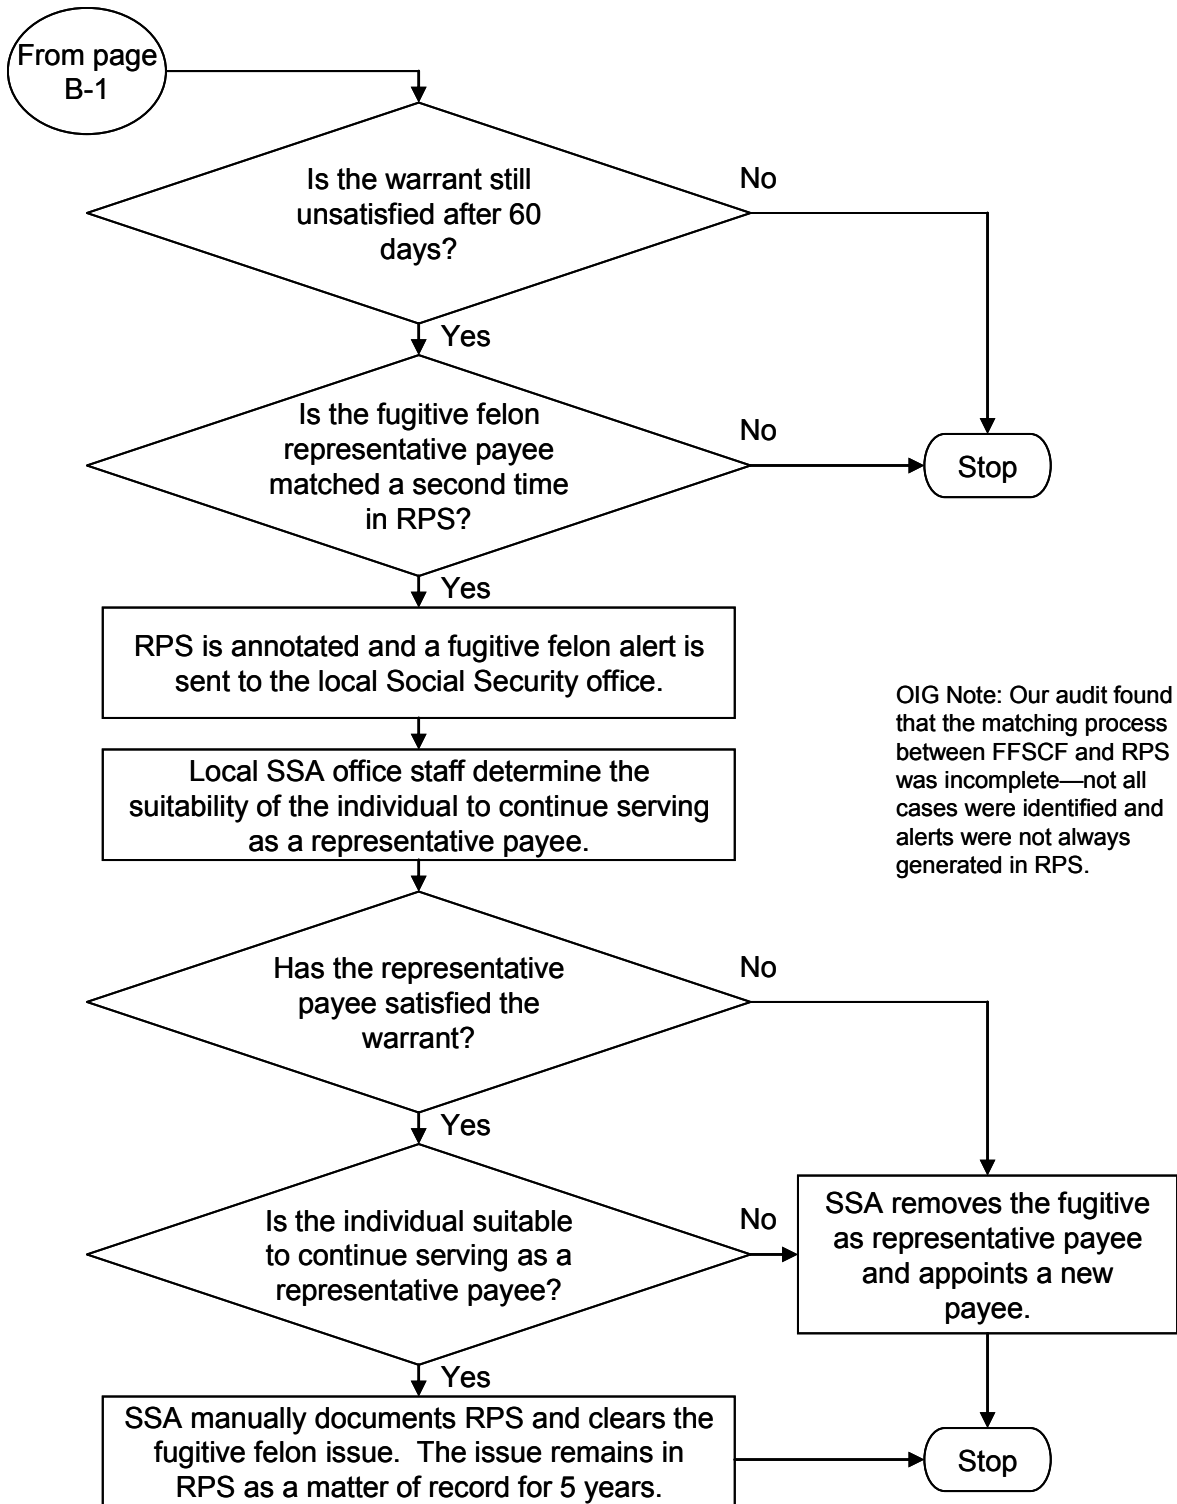 From page
B-1
Is the warrant still
unsatisfied after 60
days?
No
Yes
Is the fugitive felon
representative payee
matched a second time
in RPS?
No
Stop
Yes
RPS is annotated and a fugitive felon alert is
sent to the local Social Security office.
OIG Note: Our audit found
that the matching process
between FFSCF and RPS
was incomplete—not all
cases were identified and
alerts were not always
generated in RPS.
Local SSA office staff determine the
suitability of the individual to continue serving
as a representative payee.
Has the representative
payee satisfied the
warrant?
No
Yes
Is the individual suitable
to continue serving as a
representative payee?
No
SSA removes the fugitive
as representative payee
and appoints a new
payee.
Yes
SSA manually documents RPS and clears the
fugitive felon issue.  The issue remains in
RPS as a matter of record for 5 years.
Stop